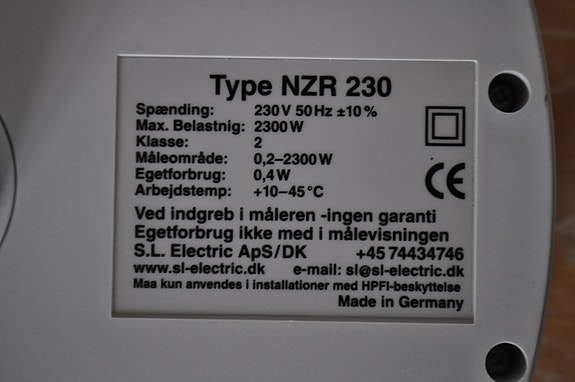 Type NZR 230
Spænding: 230 V 50 Hz ±10 %
Max. Belastnig: 2300 W
Klasse: 2
Måleområde: 0,2–2300 W
Egetforbrug: 0,4 W
Arbejdstemp: +10–45 °C
CE
Ved indgreb i måleren -ingen garanti
Egetforbrug ikke med i målevisningen
S.L. Electric ApS/DK +45 74434746
www.sl-electric.dk e-mail: sl@sl-electric.dk
Maa kun anvendes i installationer med HPFI-beskyttelse
Made in Germany